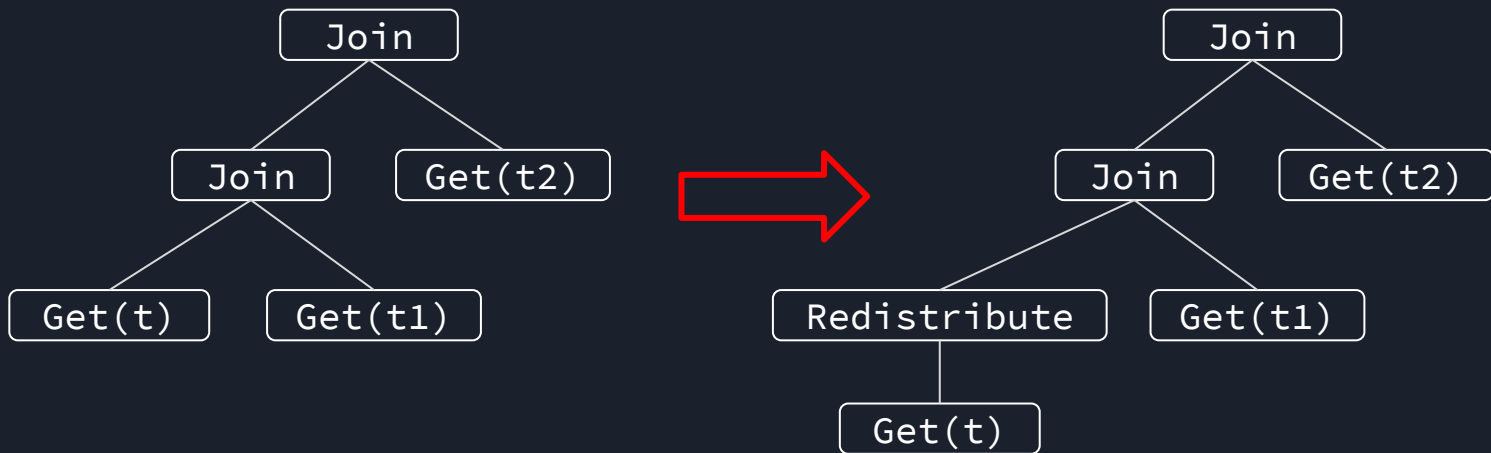 Join
Join
Get(t2)
Get(t)
Get(t1)
Join
Join
Get(t2)
Redistribute
Get(t1)
Get(t)